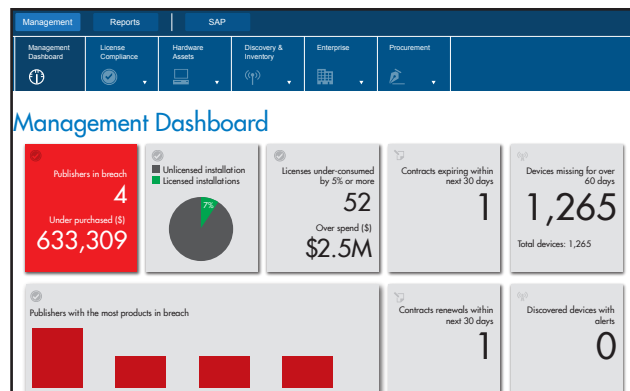 Management
Reports
SAP
Management
Dashboard
License
Compliance
Hardware
Assets
Discovery &
Inventory
Enterprise
Procurement
Management Dashboard
Publishers in breach
4
Under purchased ($)
633,309
Unlicensed installation
Licensed installations
7%
Licenses under-consumed
by 5% or more
52
Over spend ($)
$2.5M
Contracts expiring within
next 30 days
1
Devices missing for over
60 days
1,265
Total devices: 1,265
Publishers with the most products in breach
Contracts renewals within
next 30 days
1
Discovered devices with
alerts
0